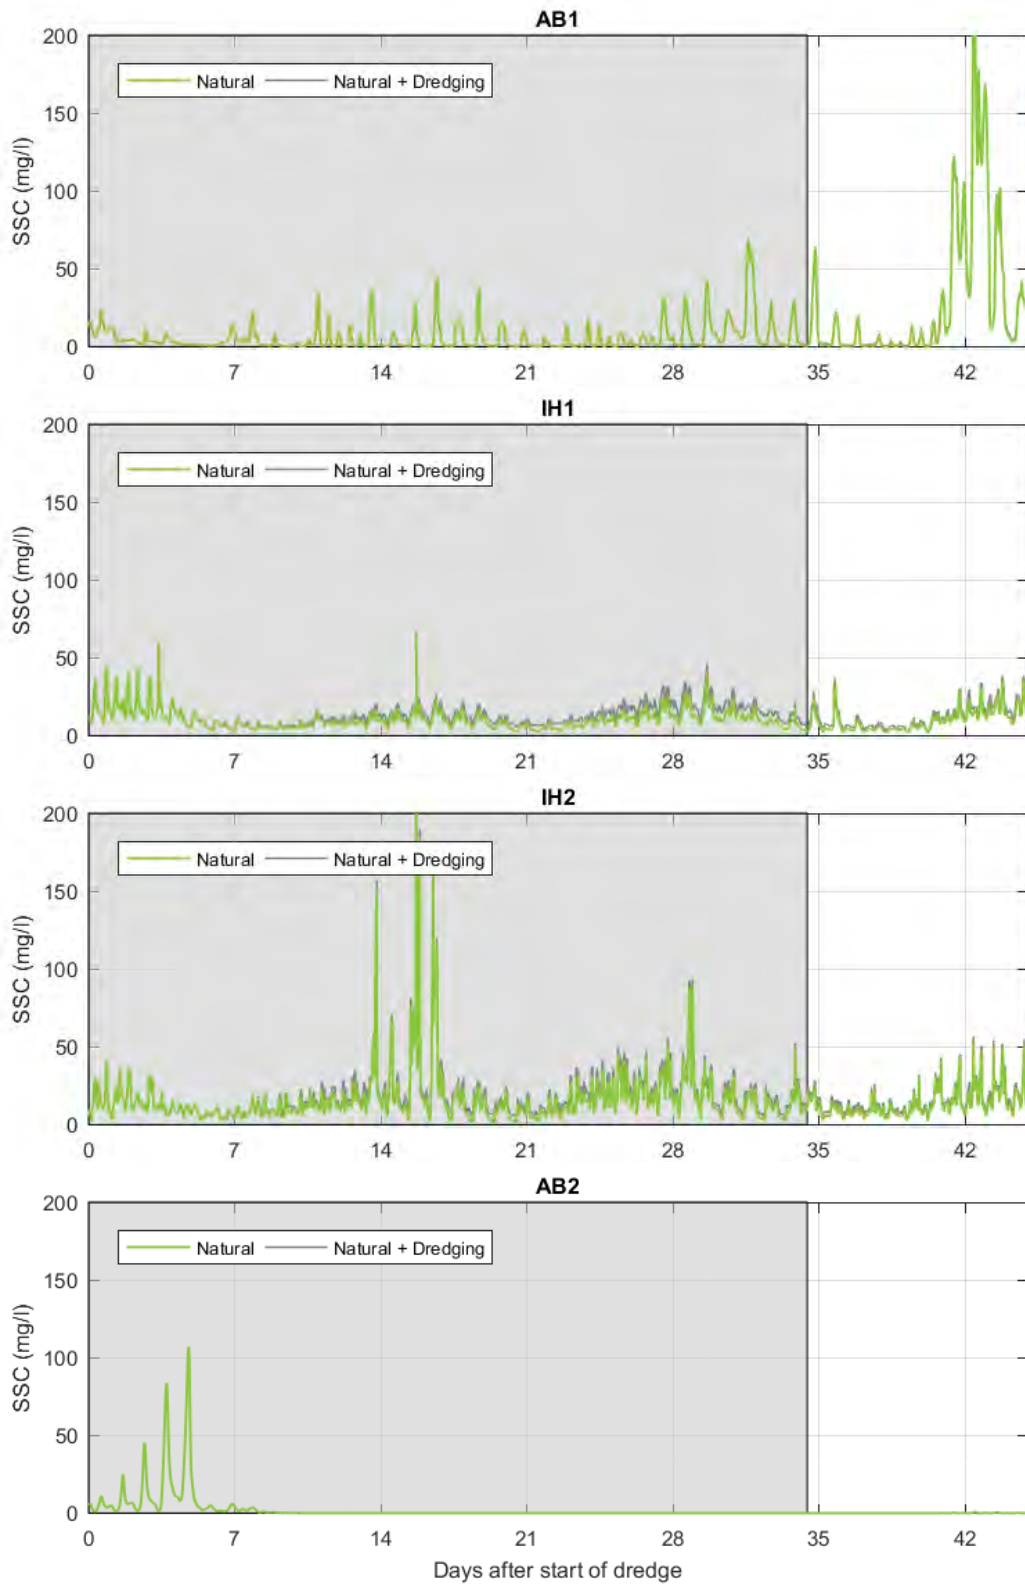 AB1
200
150
100
50
0
SSC (mg/l)
Natural Natural + Dredging
0 7 14 21 28 35 42
IH1
200
150
100
50
0
SSC (mg/l)
Natural Natural + Dredging
0 7 14 21 28 35 42
IH2
200
150
100
50
0
SSC (mg/l)
Natural Natural + Dredging
0 7 14 21 28 35 42
AB2
200
150
100
50
0
SSC (mg/l)
Natural Natural + Dredging
0 7 14 21 28 35 42
Days after start of dredge